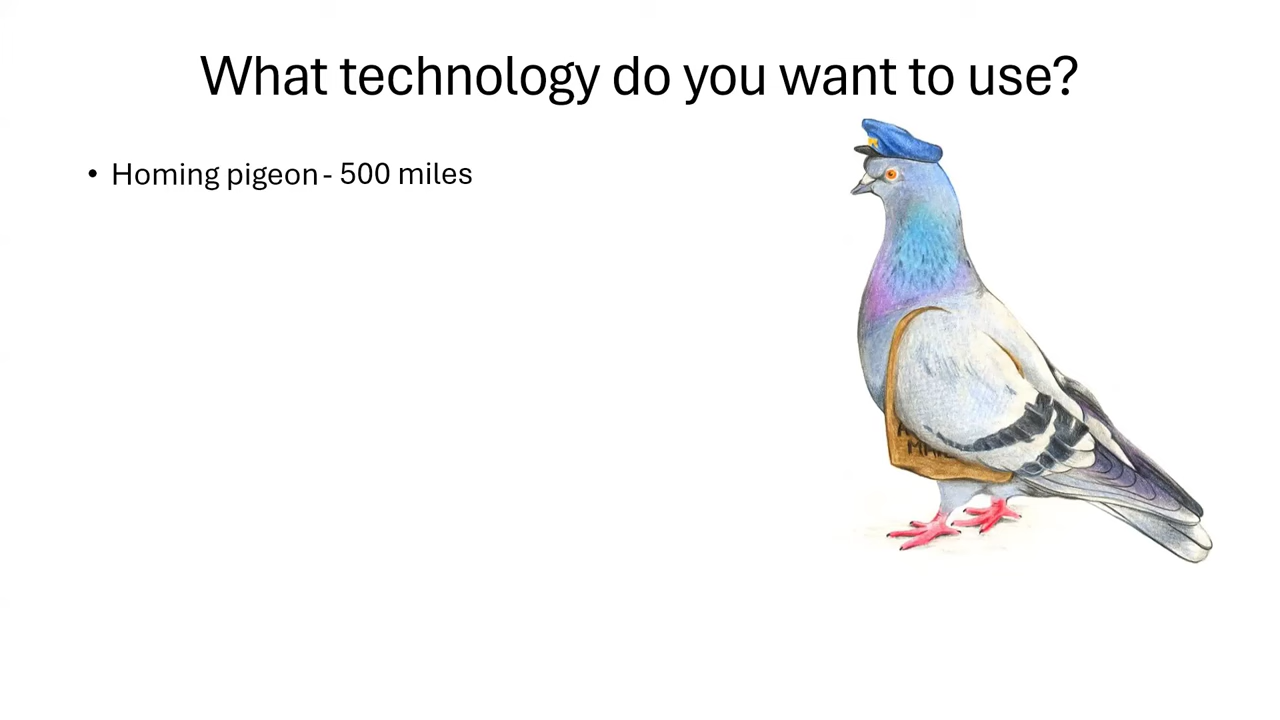 What technology do you want to use?
• Homing pigeon - 500 miles